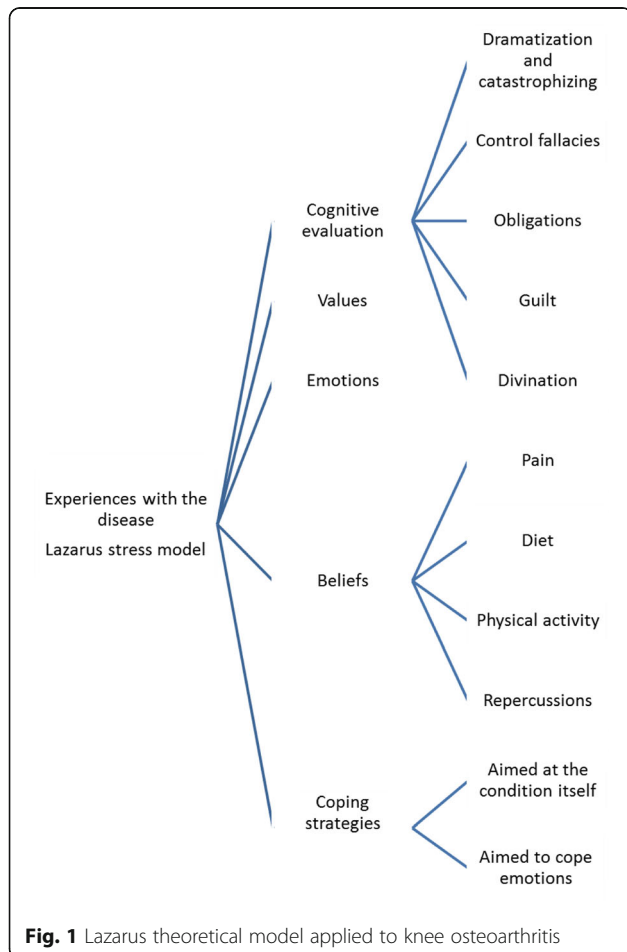 Dramatization
and
catastrophizing
Control fallacies
Cognitive
evaluation
Obligations
Values
Guilt
Emotions
Divination
Pain
Experiences with the
disease
Lazarus stress model
Diet
Beliefs
Physical activity
Repercussions
Coping
strategies
Aimed at the
condition itself
Aimed to cope
emotions
Fig. 1 Lazarus theoretical model applied to knee osteoarthritis